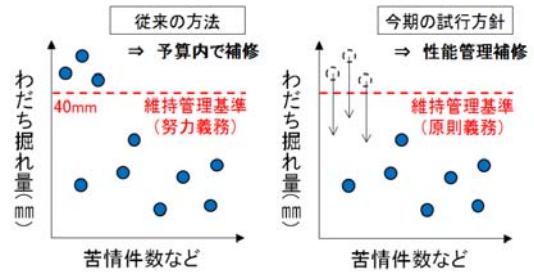 従来の方法
⇒ 予算内で補修
わだち掘れ量(mm)
40mm
維持管理基準
(努力義務)
苦情件数など
今期の試行方針
⇒ 性能管理補修
わだち掘れ量(mm)
維持管理基準
(原則義務)
苦情件数など